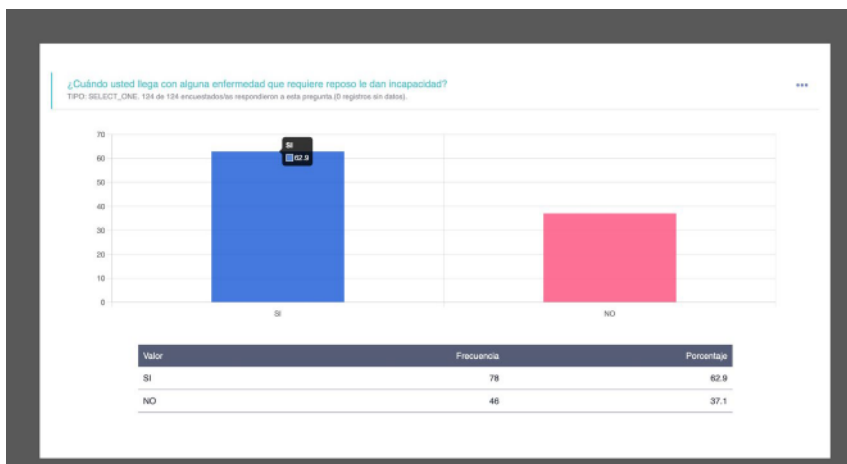 ¿Cuándo usted llega con alguna enfermedad que requiere reposo le dan incapacidad?
TIPO: SELECT_ONE. 124 de 124 encuestados/as respondieron a esta pregunta.(0 registros sin datos).
70
60
50
40
30
20
10
0
SI
62.9
SI
NO
Valor Frecuencia Porcentaje
SI 78 62.9
NO 46 37.1